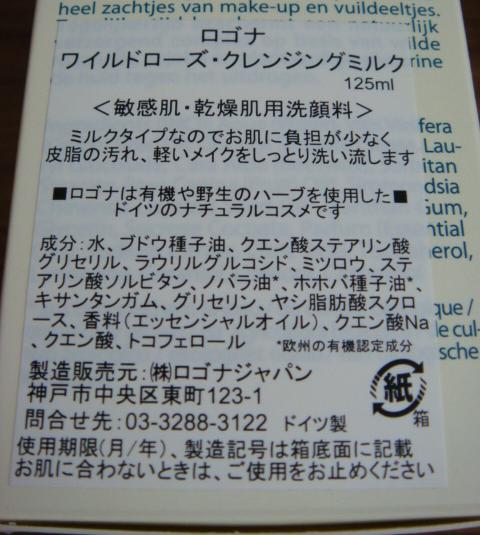 heel zachtjes van make-up en vuildeeltjes.
ロゴナ
ワイルドローズ・クレンジングミルク
125ml
＜敏感肌・乾燥肌用洗顔料＞
ミルクタイプなのでお肌に負担が少なく
皮脂の汚れ、軽いメイクをしっとり洗い流します
■ロゴナは有機や野生のハーブを使用した■
ドイツのナチュラルコスメです
成分：水、ブドウ種子油、クエン酸ステアリン酸
グリセリル、ラウリルグルコシド、ミツロウ、ステ
アリン酸ソルビタン、ノバラ油*、ホホバ種子油*、
キサンタンガム、グリセリン、ヤシ脂肪酸スクロ
ース、香料（エッセンシャルオイル）、クエン酸Na
、クエン酸、トコフェロール *欧州の有機認定成分
製造販売元：㈱ロゴナジャパン
神戸市中央区東町123-1
問合せ先：03-3288-3122 ドイツ製
紙
箱
使用期限(月/年)、製造記号は箱底面に記載
お肌に合わないときは、ご使用をお止めください